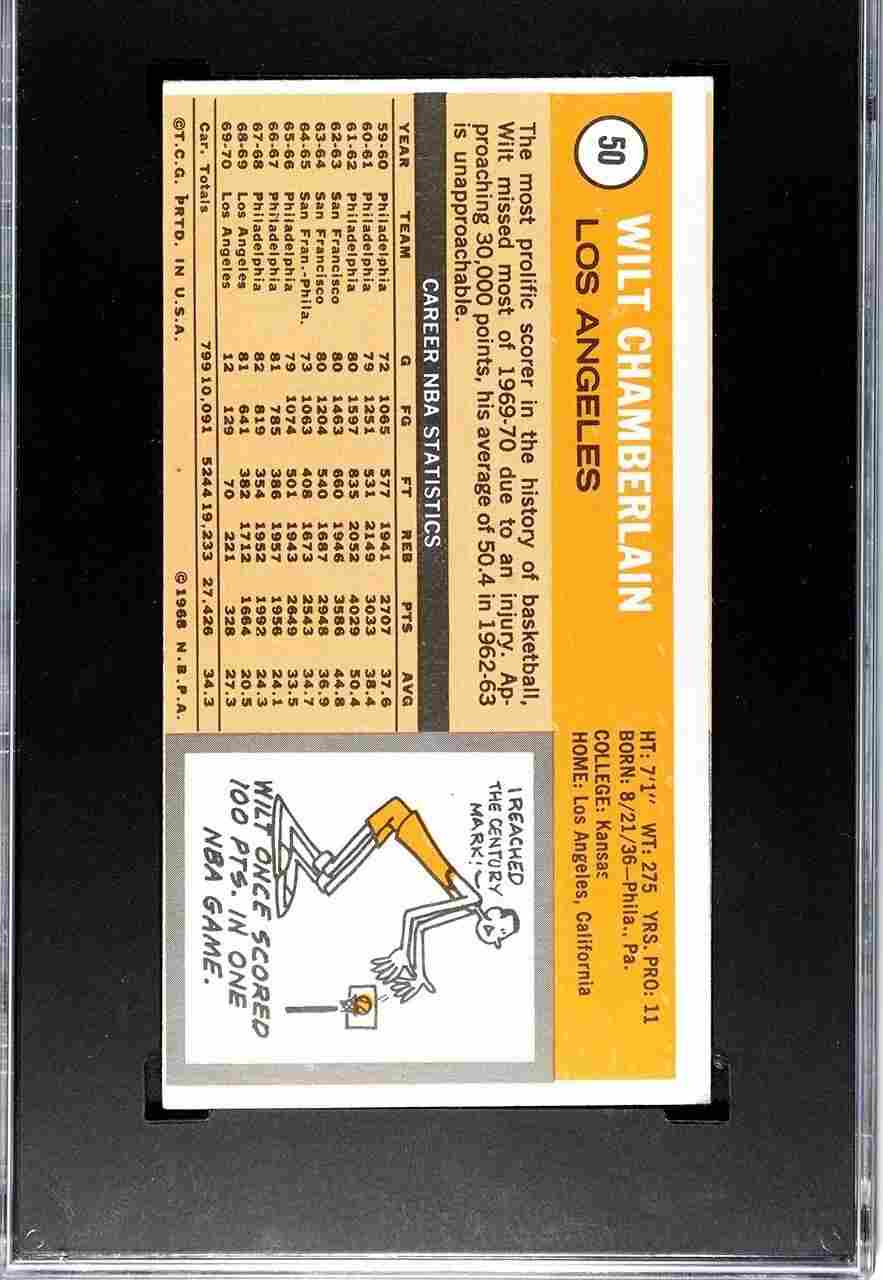 50
WILT CHAMBERLAIN
LOS ANGELES
HT: 7'1" WT: 275 YRS. PRO: 11
BORN: 8/21/36—Phila., Pa.
COLLEGE: Kansas
HOME: Los Angeles, California
The most prolific scorer in the history of basketball,
Wilt missed most of 1969-70 due to an injury. Ap-
proaching 30,000 points, his average of 50.4 in 1962-63
is unapproachable.
CAREER NBA STATISTICS
YEAR TEAM G FG FT REB PTS AVG
59-60 Philadelphia 72 1065 577 1941 2707 37.6
60-61 Philadelphia 79 1251 531 2149 3033 38.4
61-62 Philadelphia 80 1597 835 2052 4029 50.4
62-63 San Francisco 80 1463 660 1946 3586 44.8
63-64 San Francisco 80 1204 540 1687 2948 36.9
64-65 San Fran.-Phila. 73 1063 408 1673 2543 34.7
65-66 Philadelphia 79 1074 501 1943 2649 33.5
66-67 Philadelphia 81 785 386 1957 1956 24.1
67-68 Philadelphia 82 819 354 1952 1992 24.3
68-69 Los Angeles 81 641 382 1712 1664 20.5
69-70 Los Angeles 12 129 70 221 328 27.3
Car. Totals 799 10,091 5244 19,233 27.426 34.3
©T.C.G. PRTD. IN U.S.A. ©1968 N.B.P.A.
I REACHED
THE CENTURY
MARK!
WILT ONCE SCORED
100 PTS. IN ONE
NBA GAME.